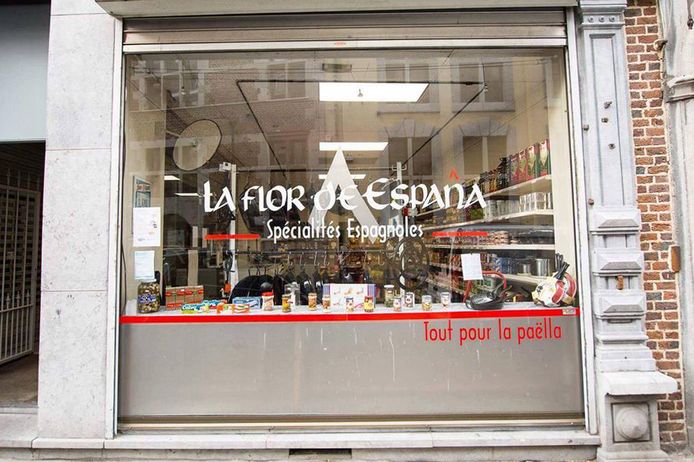 La Flor de España
Spécialités Espagnoles
Tout pour la paëlla